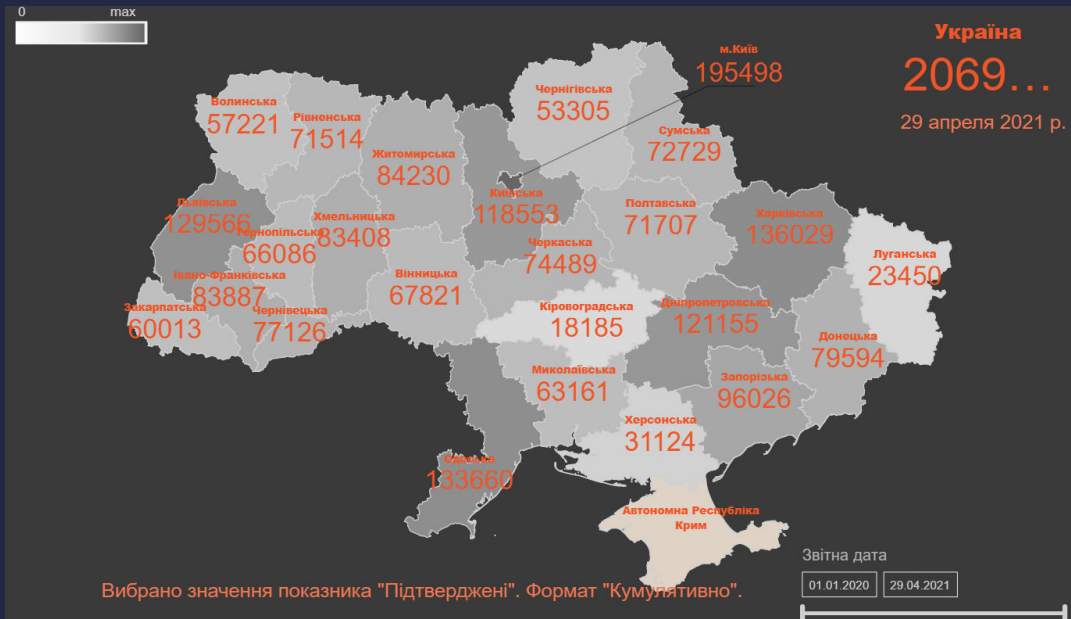 0 max
Україна
2069...
29 апреля 2021 р.
м.Київ
195498
Чернігівська
53305
Волинська
57221
Рівненська
71514
Сумська
72729
Житомирська
84230
Київська
118553
Полтавська
71707
Харківська
136029
Львівська
129566
Тернопільська
66086
Хмельницька
83408
Черкаська
74489
Луганська
23450
Івано-Франківська
83887
Вінницька
67821
Закарпатська
60013
Чернівецька
77126
Кіровоградська
18185
Дніпропетровська
121155
Донецька
79594
Миколаївська
63161
Запорізька
96026
Херсонська
31124
Одеська
133660
Автономна Республіка
Крим
Звітна дата
01.01.2020 29.04.2021
Вибрано значення показника "Підтверджені". Формат "Кумулятивно".